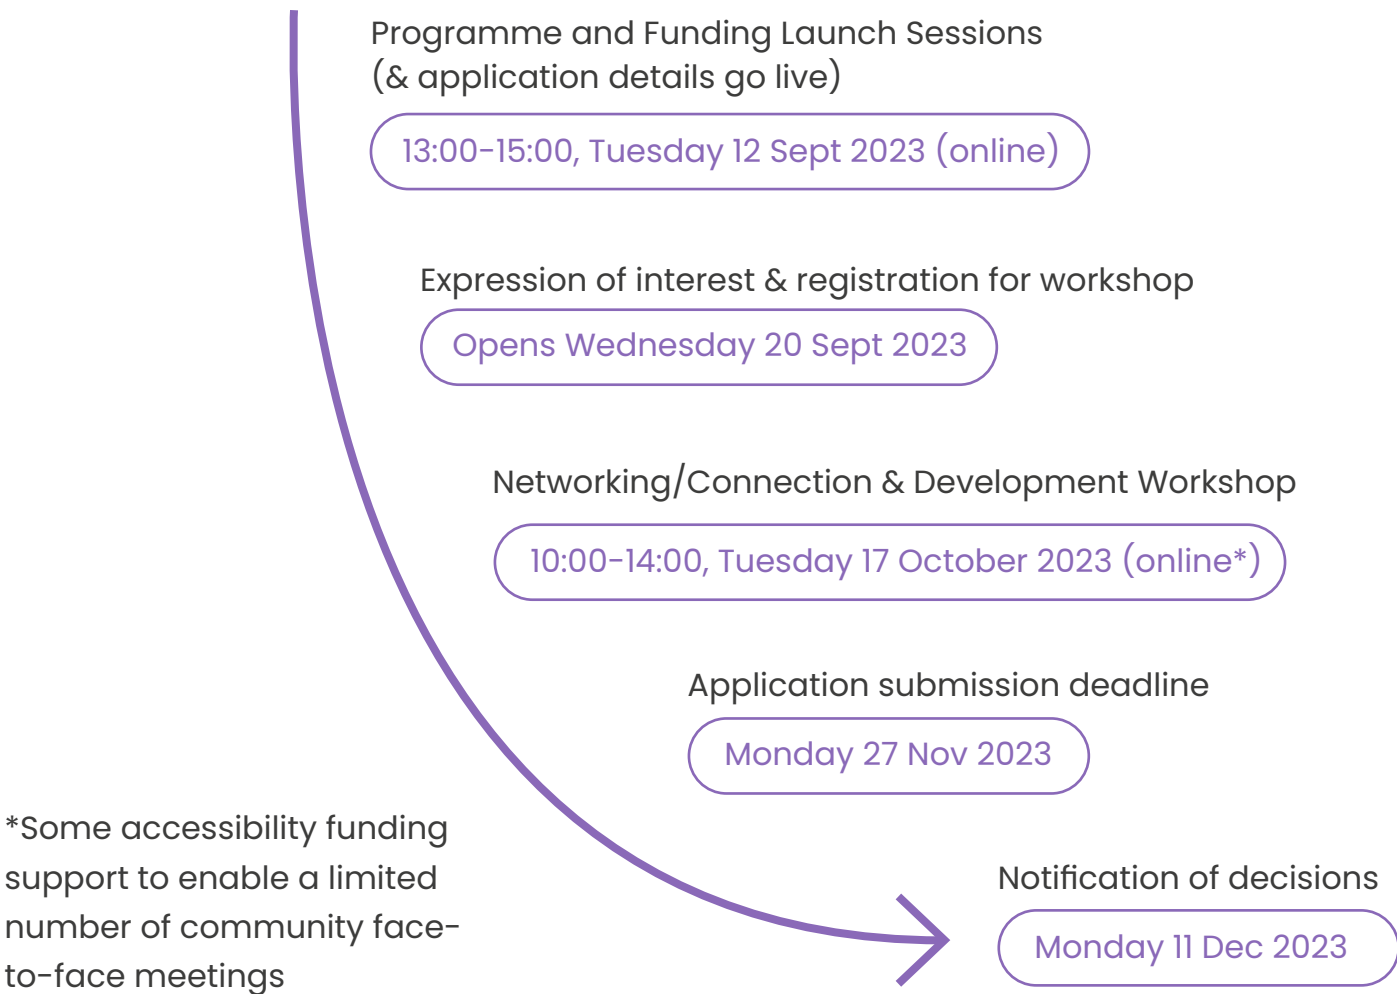 Programme and Funding Launch Sessions
(& application details go live)
13:00-15:00, Tuesday 12 Sept 2023 (online)
Expression of interest & registration for workshop
Opens Wednesday 20 Sept 2023
Networking/Connection & Development Workshop
10:00-14:00, Tuesday 17 October 2023 (online*)
Application submission deadline
Monday 27 Nov 2023
Notification of decisions
Monday 11 Dec 2023
*Some accessibility funding
support to enable a limited
number of community face-
to-face meetings